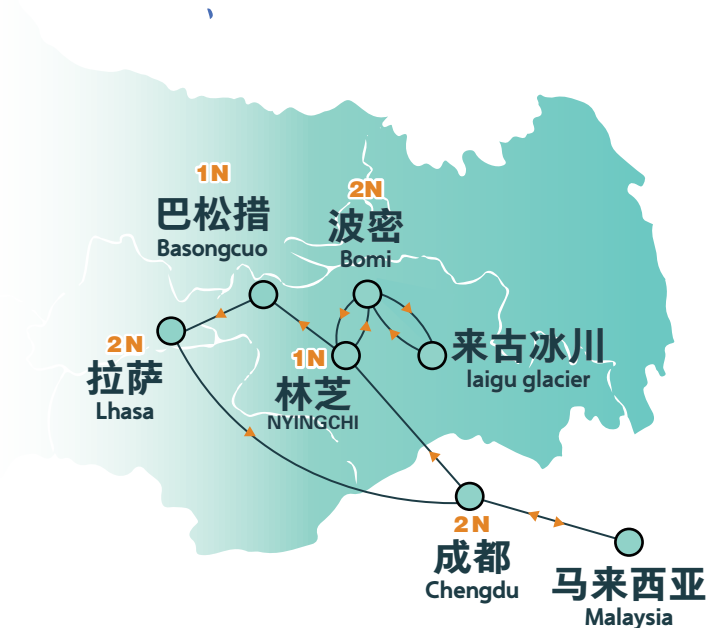 1N
巴松措
Basongcuo
2N
波密
Bomi
来古冰川
laigu glacier
2N
拉萨
Lhasa
1N
林芝
NYINGCHI
2N
成都
Chengdu
马来西亚
Malaysia